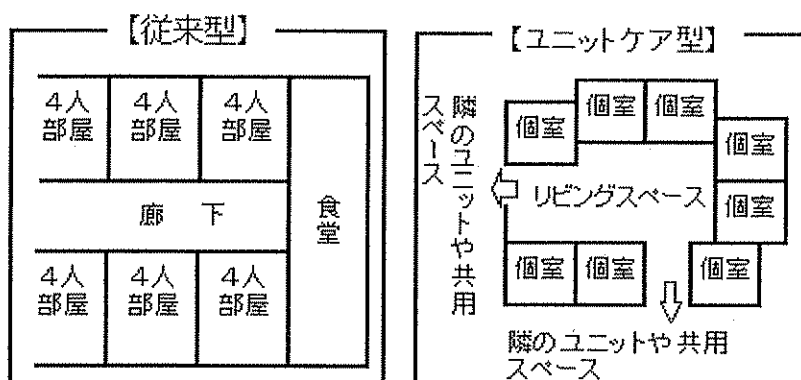 【従来型】
4人
部屋
4人
部屋
4人
部屋
廊 下
食堂
4人
部屋
4人
部屋
4人
部屋
【ユニットケア型】
隣のユニットや共用
スペース
個室
個室
個室
個室
リビングスペース
個室
個室
個室
個室
隣のユニットや共用
スペース